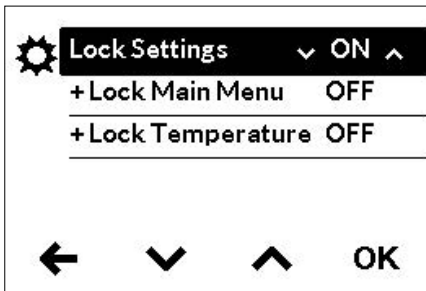 Lock Settings ON
+Lock Main Menu OFF
+Lock Temperature OFF
OK